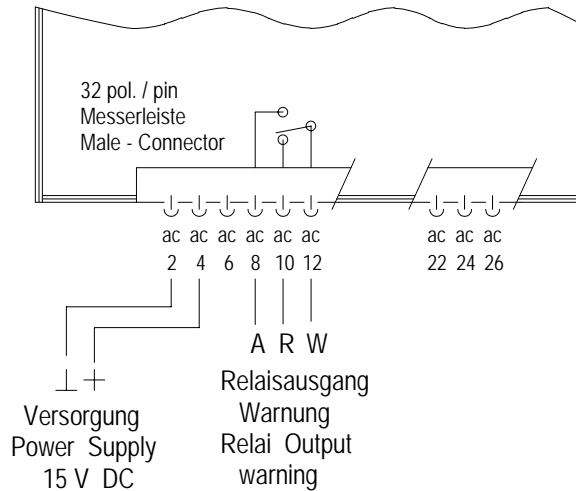 32 pol. / pin
Messerleiste
Male - Connector
ac ac ac ac ac ac ac ac ac
2 4 6 8 10 12 22 24 26
A R W
⊥ +
Relaisausgang
Warnung
Relai Output
warning
Versorgung
Power Supply
15 V DC